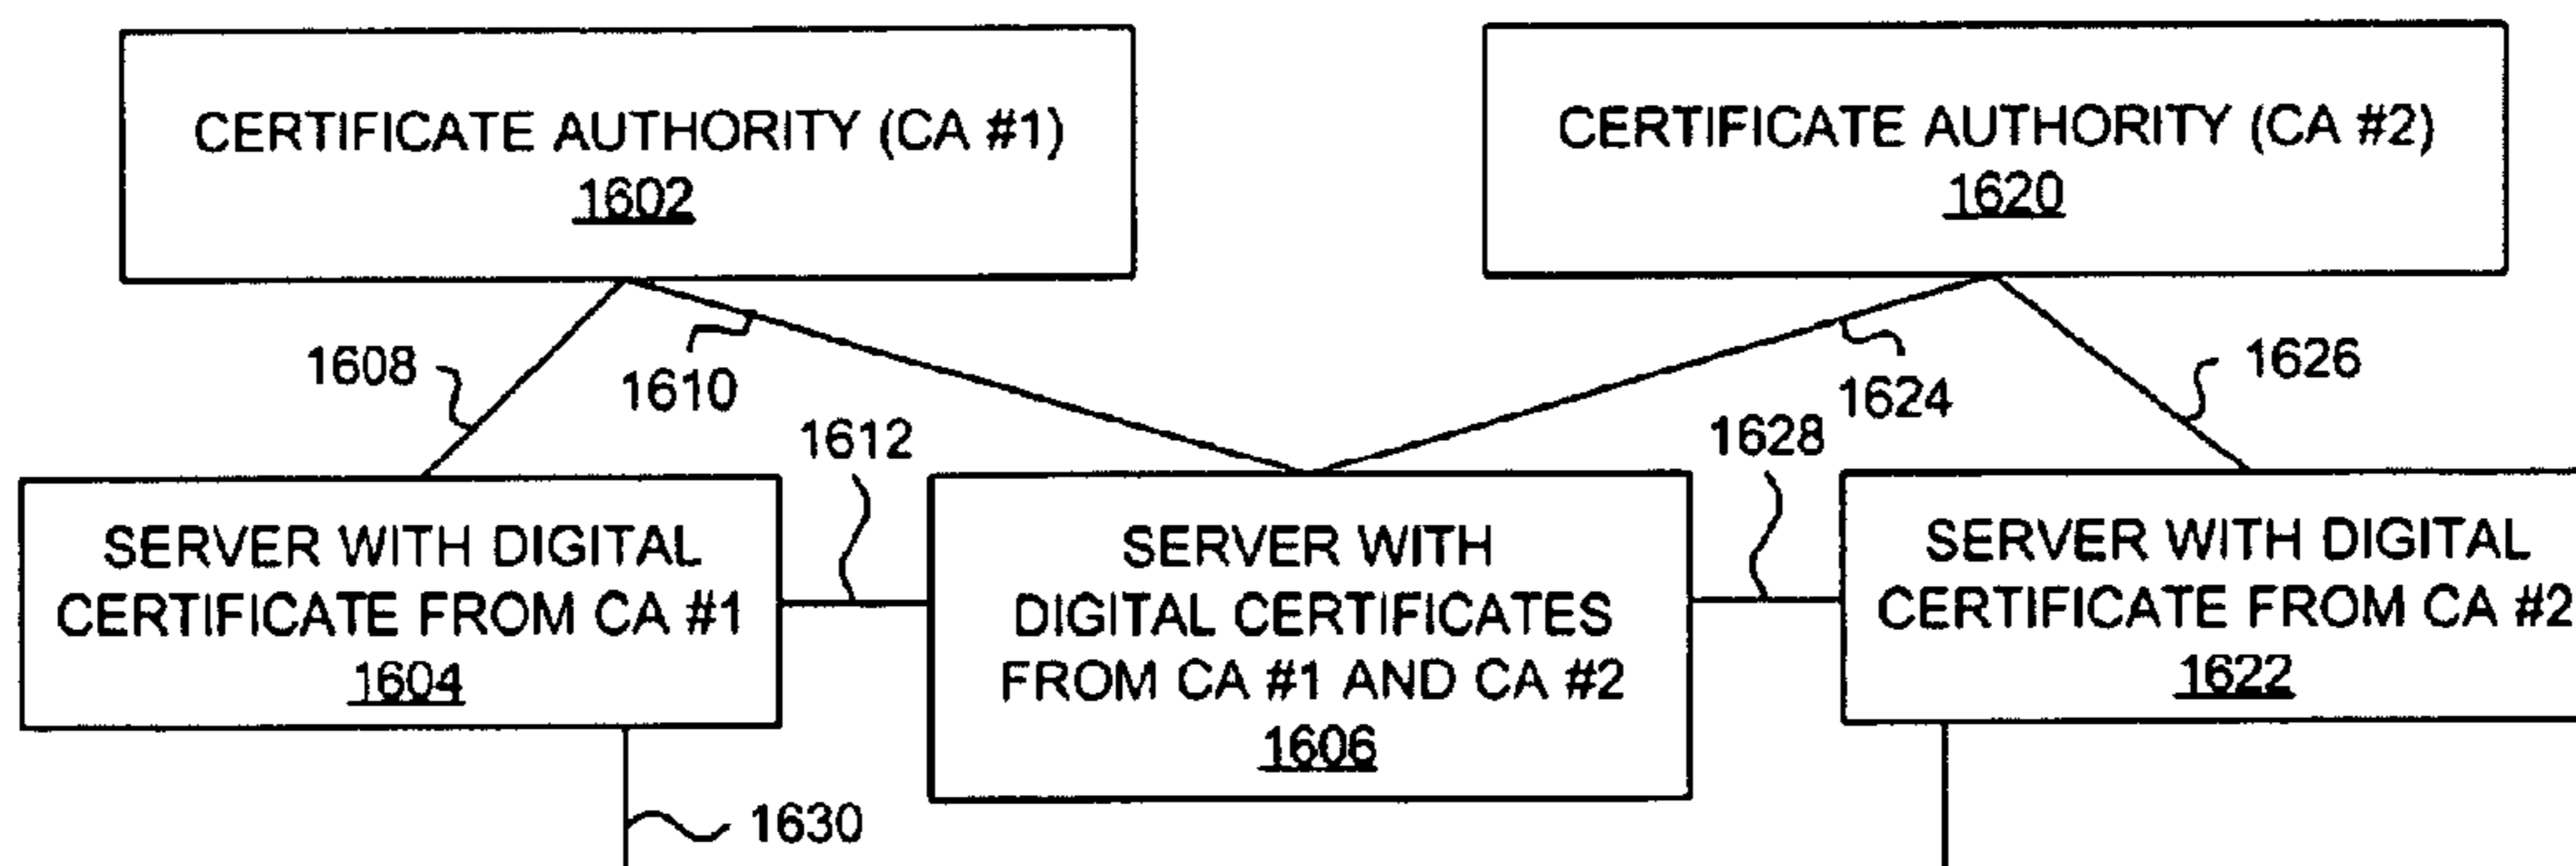 CERTIFICATE AUTHORITY (CA #1)
1602
CERTIFICATE AUTHORITY (CA #2)
1620
1608
1610
1612
1624
1626
1628
SERVER WITH DIGITAL
CERTIFICATE FROM CA #1
1604
SERVER WITH
DIGITAL CERTIFICATES
FROM CA #1 AND CA #2
1606
SERVER WITH DIGITAL
CERTIFICATE FROM CA #2
1622
1630